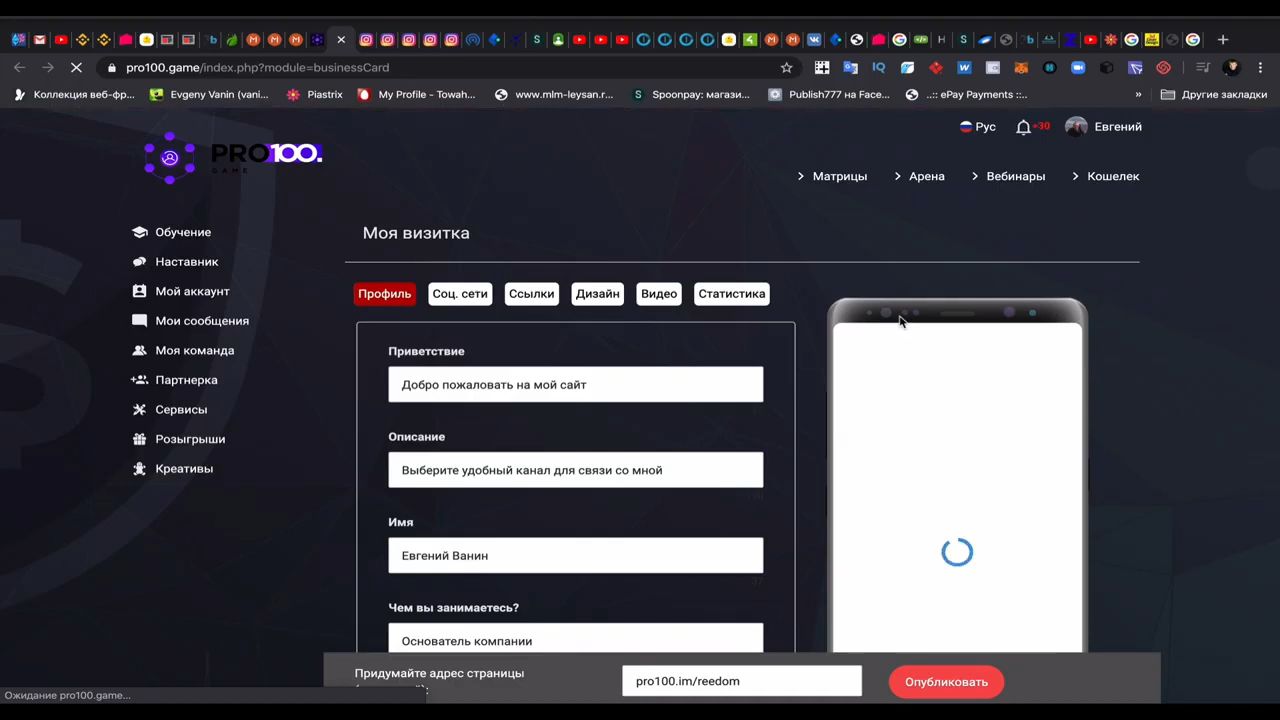 pro100.game/index.php?module=businessCard
Коллекция веб-фр...
Evgeny Vanin (vani...
Piastrix
My Profile - Towah...
www.mlm-leysan.r...
Spoonpay: магази...
Publish777 на Face...
..:: ePay Payments ::..
»
Другие закладки
Рус
+30
Евгений
PRO100.
GAME
Матрицы
Арена
Вебинары
Кошелек
Обучение
Наставник
Мой аккаунт
Мои сообщения
Моя команда
Партнерка
Сервисы
Розыгрыши
Креативы
Моя визитка
Профиль
Соц. сети
Ссылки
Дизайн
Видео
Статистика
Приветствие
Добро пожаловать на мой сайт
Описание
Выберите удобный канал для связи со мной
Имя
Евгений Ванин
Чем вы занимаетесь?
Основатель компании
Придумайте адрес страницы
pro100.im/reedom
Опубликовать
Ожидание pro100.game...